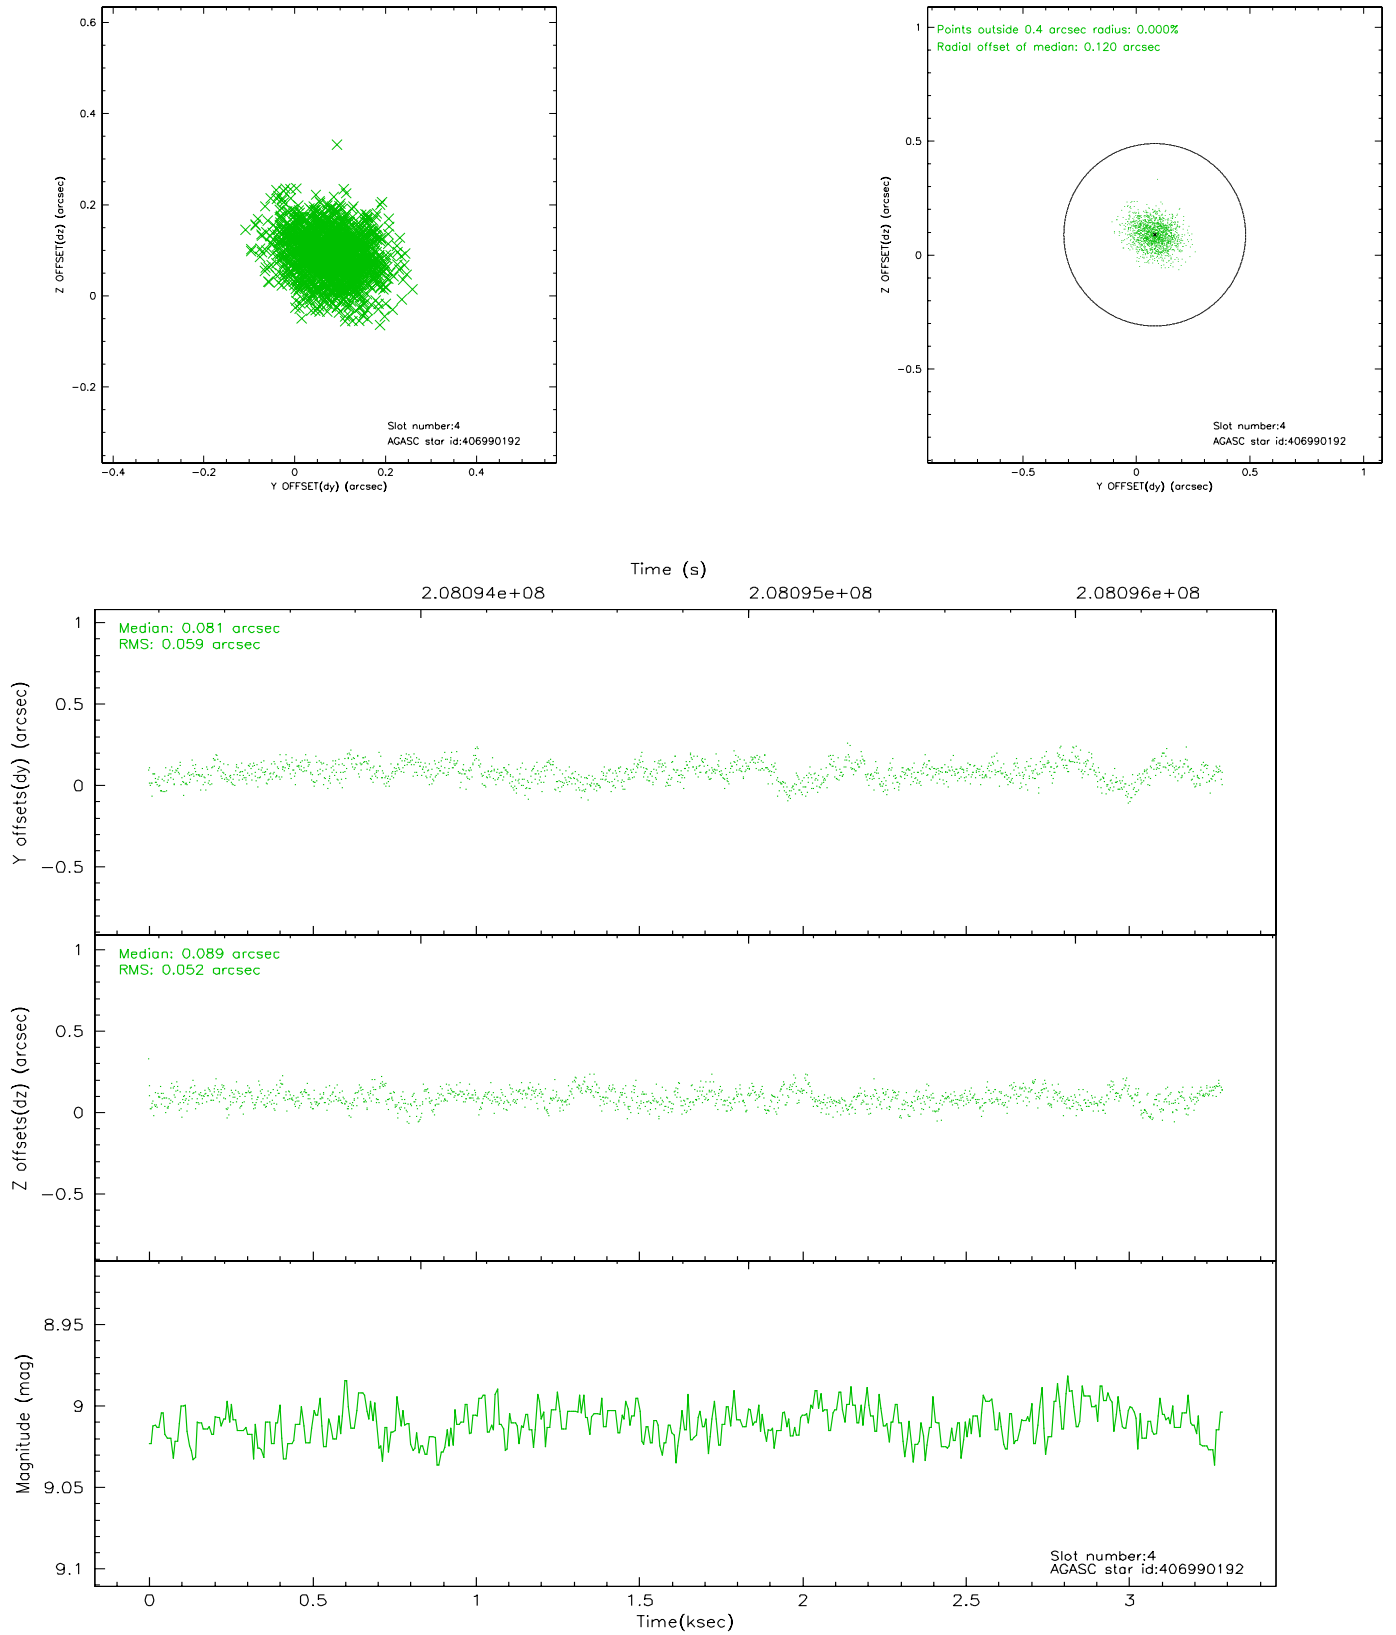 0.6
0.4
0.2
0
−0.2
Z OFFSET(dz) (arcsec)
Slot number:4
AGASC star id:406990192
−0.4
−0.2
0
0.2
0.4
Y OFFSET(dy) (arcsec)
Points outside 0.4 arcsec radius: 0.000%
Radial offset of median: 0.120 arcsec
1
0.5
0
−0.5
Z OFFSET(dz) (arcsec)
Slot number:4
AGASC star id:406990192
−0.5
0
0.5
1
Y OFFSET(dy) (arcsec)
Time (s)
2.08094e+08
2.08095e+08
2.08096e+08
Median: 0.081 arcsec
RMS: 0.059 arcsec
1
0.5
0
−0.5
Y offsets(dy) (arcsec)
Median: 0.089 arcsec
RMS: 0.052 arcsec
1
0.5
0
−0.5
Z offsets(dz) (arcsec)
8.95
9
9.05
9.1
Magnitude (mag)
Slot number:4
AGASC star id:406990192
0
0.5
1
1.5
2
2.5
3
Time(ksec)